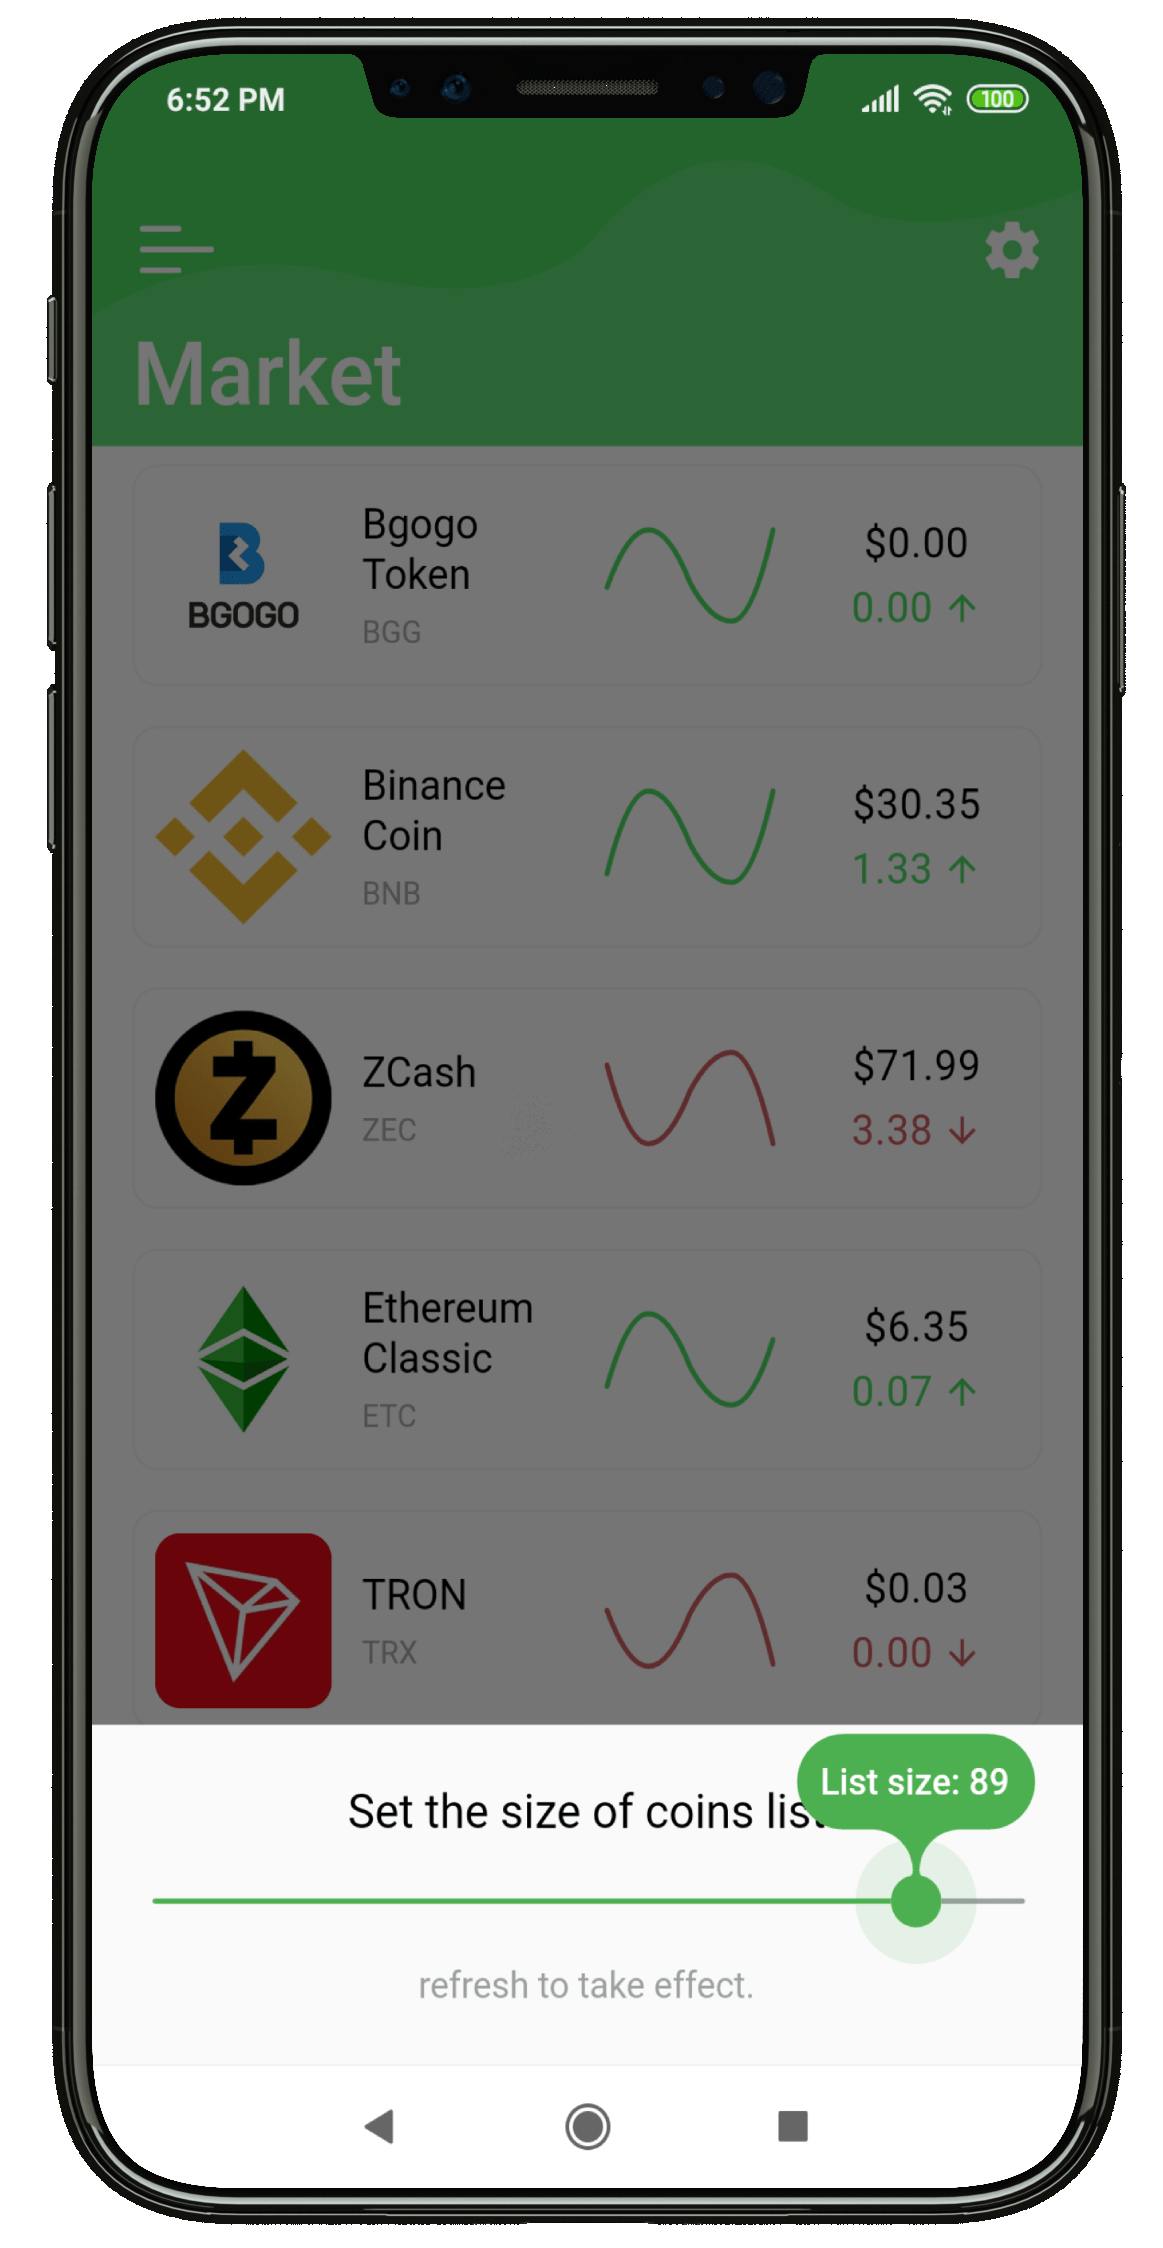 6:52 PM
100
Market
BGOGO
Bgogo
Token
BGG
$0.00
0.00 ↑
Binance
Coin
BNB
$30.35
1.33 ↑
ZCash
ZEC
$71.99
3.38 ↓
Ethereum
Classic
ETC
$6.35
0.07 ↑
TRON
TRX
$0.03
0.00 ↓
List size: 89
Set the size of coins list
refresh to take effect.